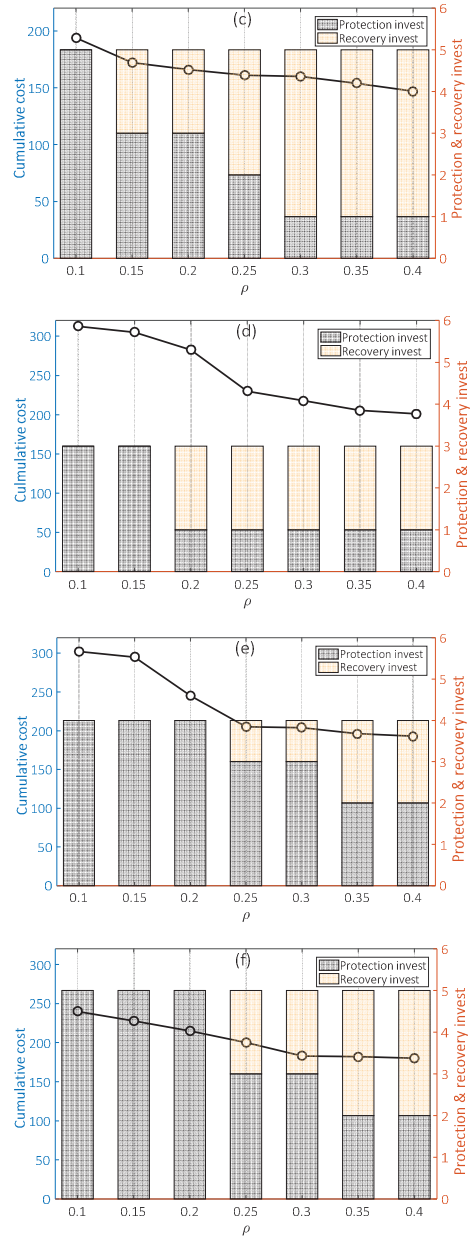 (c)
Protection invest
Recovery invest
Cumulative cost
200
150
100
50
0
6
5
4
3
2
1
0
Protection & recovery invest
0.1 0.15 0.2 0.25 0.3 0.35 0.4
ρ
(d)
Protection invest
Recovery invest
Culmulative cost
300
250
200
150
100
50
0
6
5
4
3
2
1
0
Protection & recovery invest
0.1 0.15 0.2 0.25 0.3 0.35 0.4
ρ
(e)
Protection invest
Recovery invest
Cumulative cost
300
250
200
150
100
50
0
6
5
4
3
2
1
0
Protection & recovery invest
0.1 0.15 0.2 0.25 0.3 0.35 0.4
ρ
(f)
Protection invest
Recovery invest
Cumulative cost
300
250
200
150
100
50
0
6
5
4
3
2
1
0
Protection & recovery invest
0.1 0.15 0.2 0.25 0.3 0.35 0.4
ρ